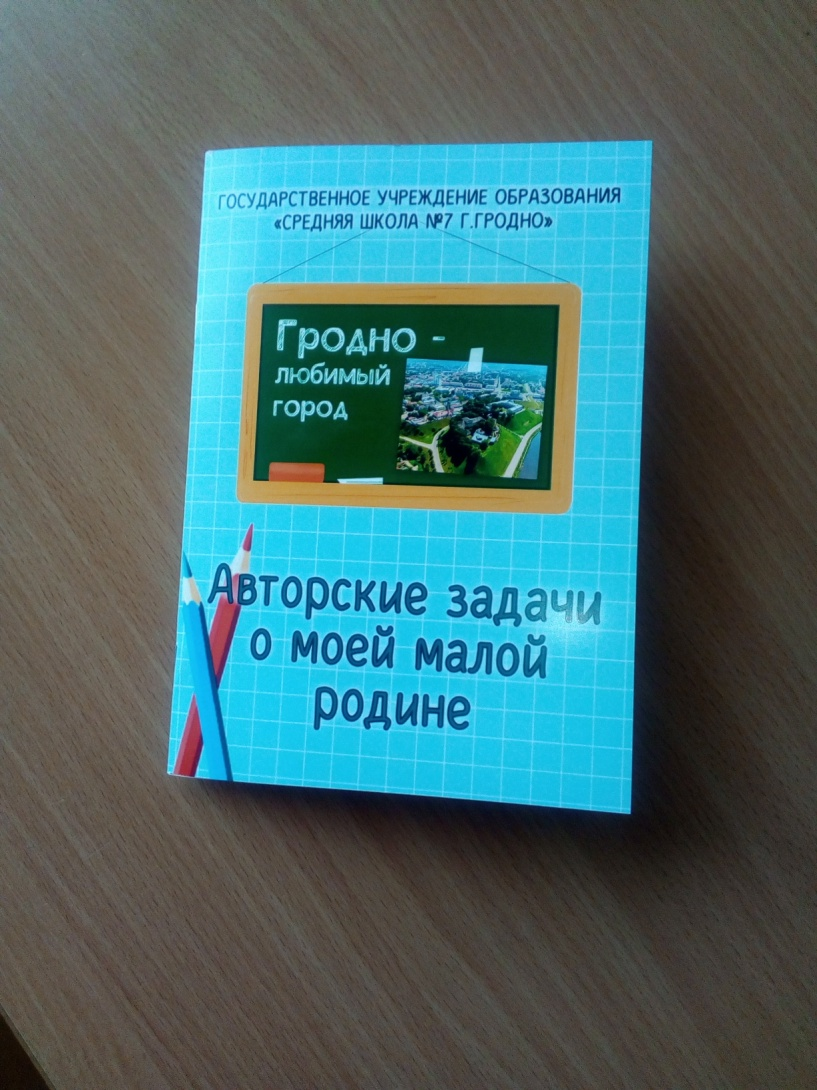 ГОСУДАРСТВЕННОЕ УЧРЕЖДЕНИЕ ОБРАЗОВАНИЯ
«СРЕДНЯЯ ШКОЛА №7 Г.ГРОДНО»
Гродно -
любимый
город
Авторские задачи
о моей малой
родине